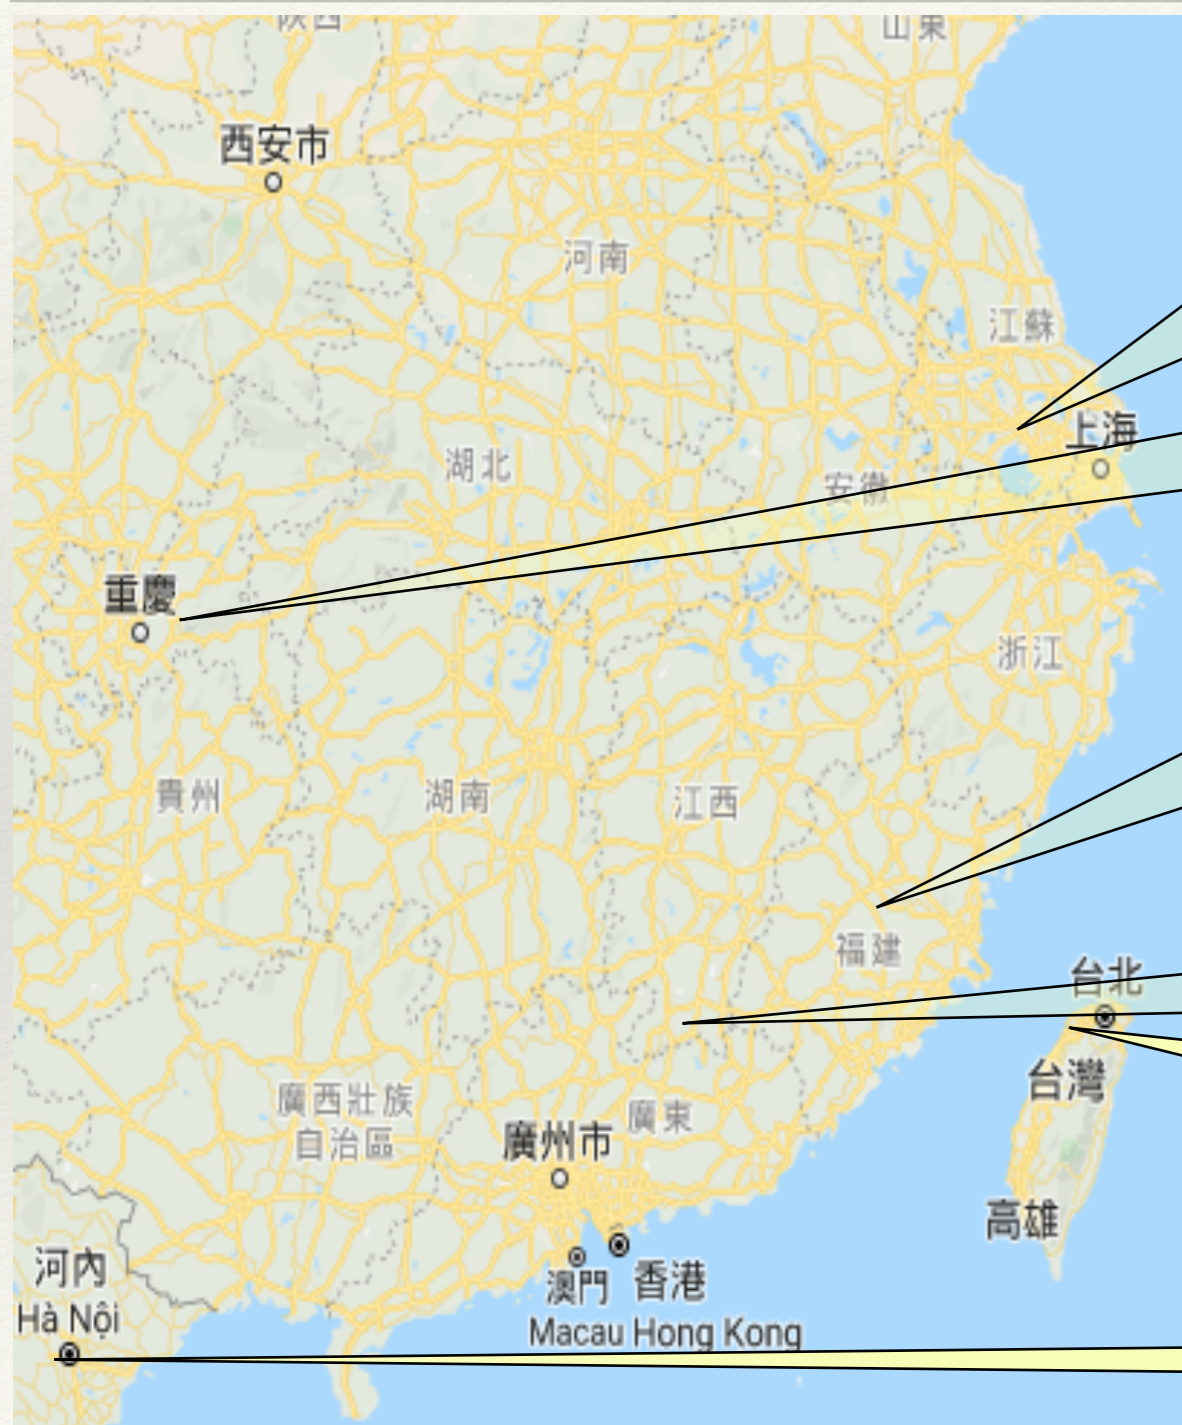 陝西
山東
西安市
河南
江蘇
上海
湖北
安徽
重慶
浙江
貴州
湖南
江西
福建
台北
台灣
廣西壯族
自治區
廣東
廣州市
高雄
河內
Hà Nội
澳門
香港
Macau
Hong Kong